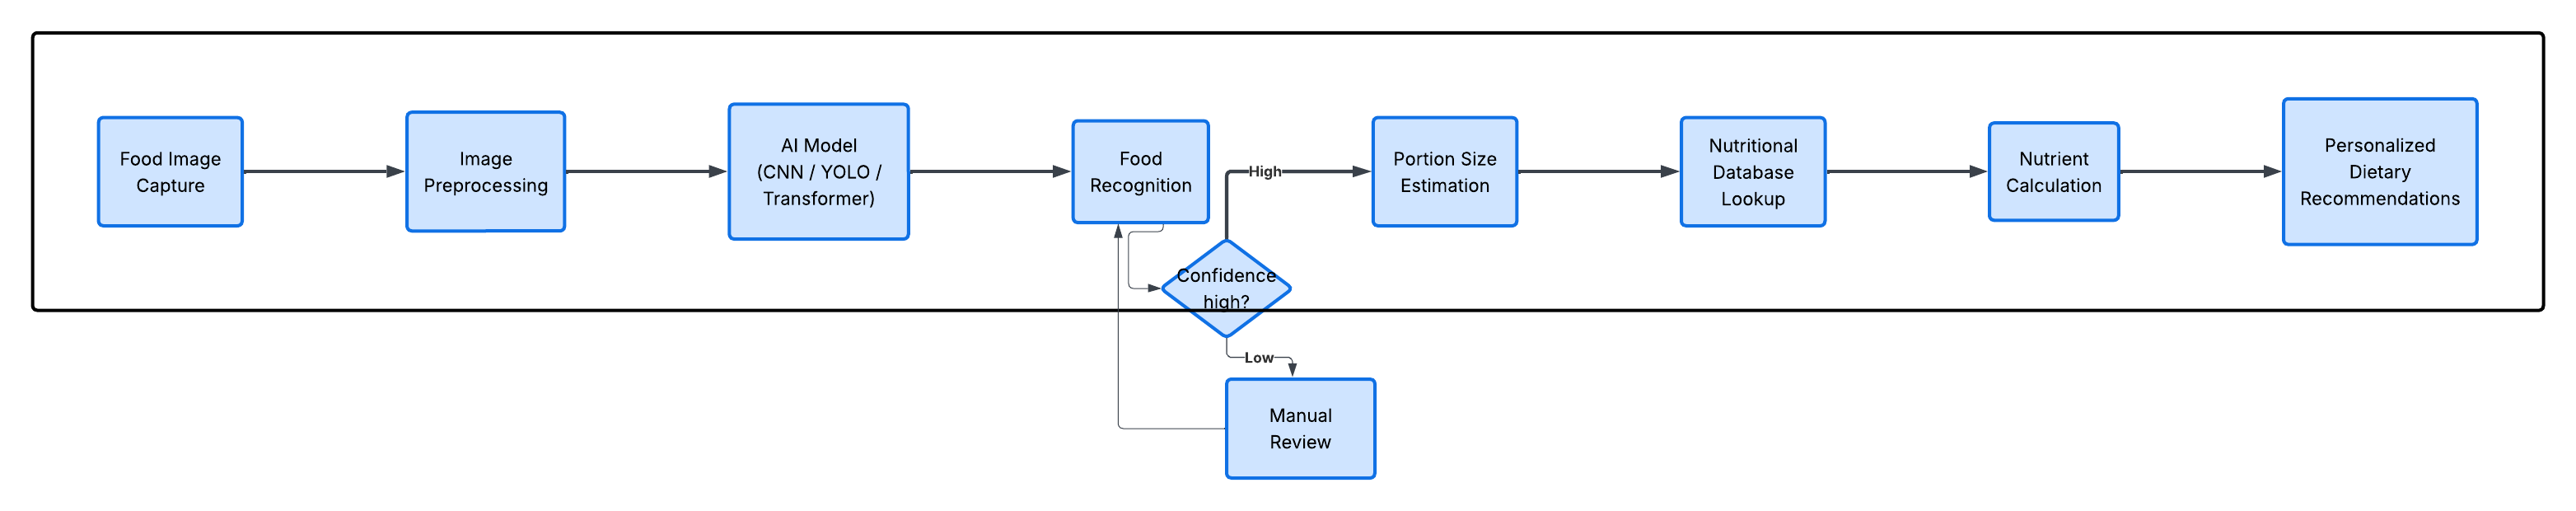 Food Image
Capture
Image
Preprocessing
AI Model
(CNN / YOLO /
Transformer)
Food
Recognition
Confidence
high?
High
Low
Manual
Review
Portion Size
Estimation
Nutritional
Database
Lookup
Nutrient
Calculation
Personalized
Dietary
Recommendations